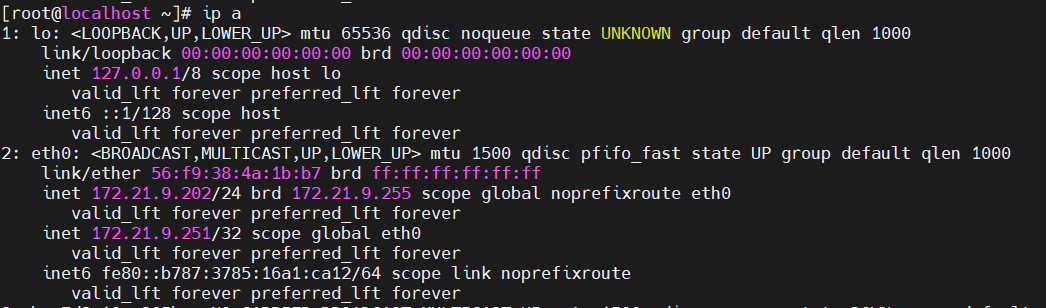 [root@localhost ~]# ip a
1: lo: <LOOPBACK,UP,LOWER_UP> mtu 65536 qdisc noqueue state UNKNOWN group default qlen 1000
link/loopback 00:00:00:00:00:00 brd 00:00:00:00:00:00
inet 127.0.0.1/8 scope host lo
valid_lft forever preferred_lft forever
inet6 ::1/128 scope host
valid_lft forever preferred_lft forever
2: eth0: <BROADCAST,MULTICAST,UP,LOWER_UP> mtu 1500 qdisc pfifo_fast state UP group default qlen 1000
link/ether 56:f9:38:4a:1b:b7 brd ff:ff:ff:ff:ff:ff
inet 172.21.9.202/24 brd 172.21.9.255 scope global noprefixroute eth0
valid_lft forever preferred_lft forever
inet 172.21.9.251/32 scope global eth0
valid_lft forever preferred_lft forever
inet6 fe80::b787:3785:16a1:ca12/64 scope link noprefixroute
valid_lft forever preferred_lft forever